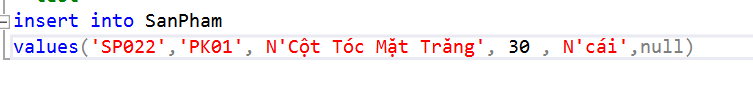 insert into SanPham
values('SP022','PK01', N'Cột Tóc Mặt Trăng', 30 , N'cái',null)